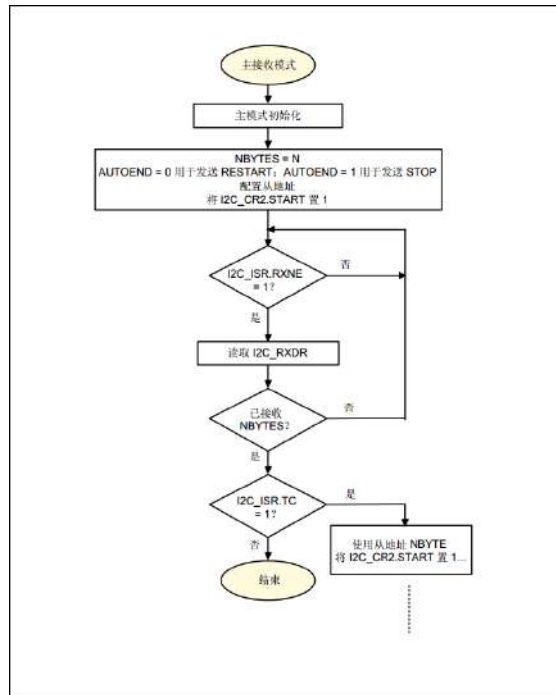 主接收模式
主模式初始化
NBYTES = N
AUTOEND = 0 用于发送 RESTART；AUTOEND = 1 用于发送 STOP
配置从地址
将 I2C_CR2.START 置 1
I2C_ISR.RXNE
= 1？
否
是
读取 I2C_RXDR
已接收
NBYTES？
否
是
I2C_ISR.TC
= 1？
是
否
使用从地址 NBYTE
将 I2C_CR2.START 置 1...
结束